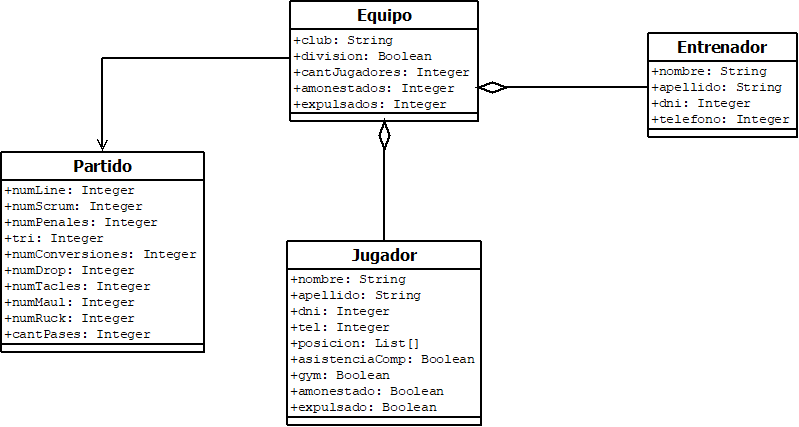 Equipo
+club: String
+division: Boolean
+cantJugadores: Integer
+amonestados: Integer
+expulsados: Integer
Entrenador
+nombre: String
+apellido: String
+dni: Integer
+telefono: Integer
Partido
+numLine: Integer
+numScrum: Integer
+numPenales: Integer
+tri: Integer
+numConversiones: Integer
+numDrop: Integer
+numTacles: Integer
+numMaul: Integer
+numRuck: Integer
+cantPases: Integer
Jugador
+nombre: String
+apellido: String
+dni: Integer
+tel: Integer
+posicion: List[]
+asistenciaComp: Boolean
+gym: Boolean
+amonestado: Boolean
+expulsado: Boolean